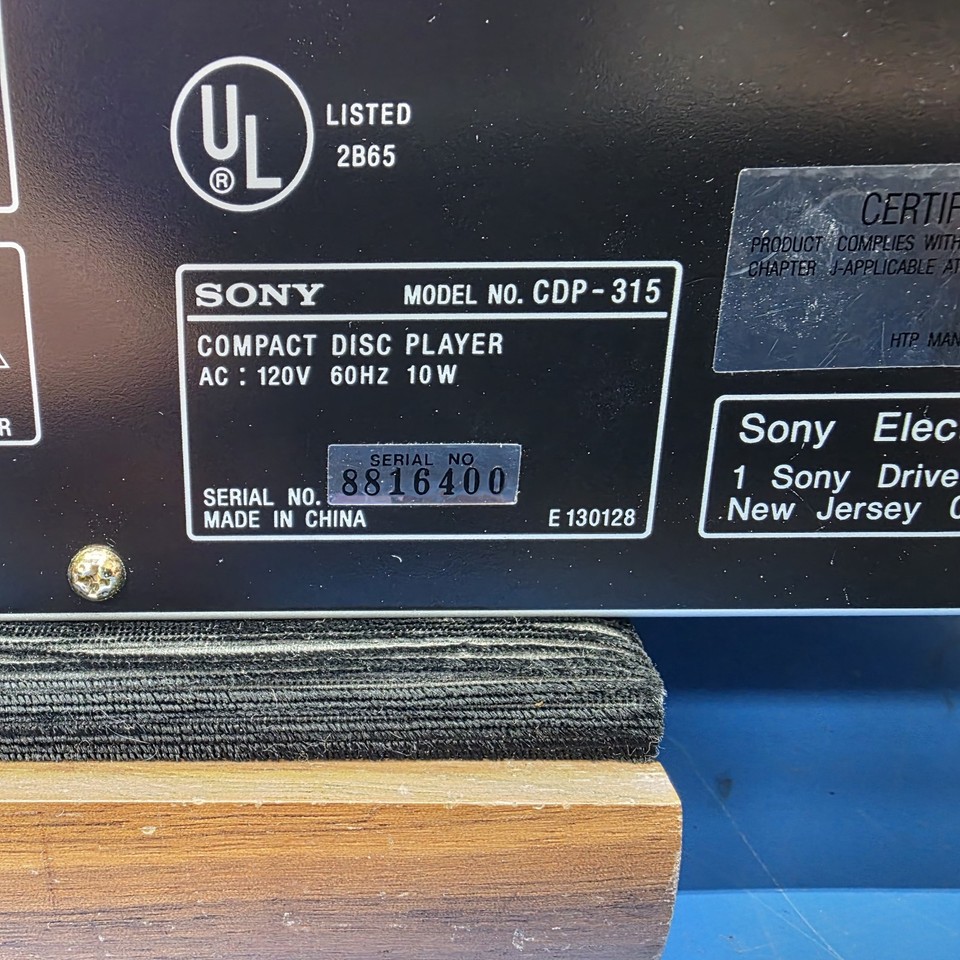 UL
®
LISTED
2B65
SONY MODEL NO. CDP-315
COMPACT DISC PLAYER
AC : 120V 60Hz 10W
SERIAL NO
8816400
SERIAL NO.
MADE IN CHINA E130128
R
CERTIF
PRODUCT COMPLIES WITH
CHAPTER J-APPLICABLE AT
HTP MAN
Sony Elec
1 Sony Drive
New Jersey